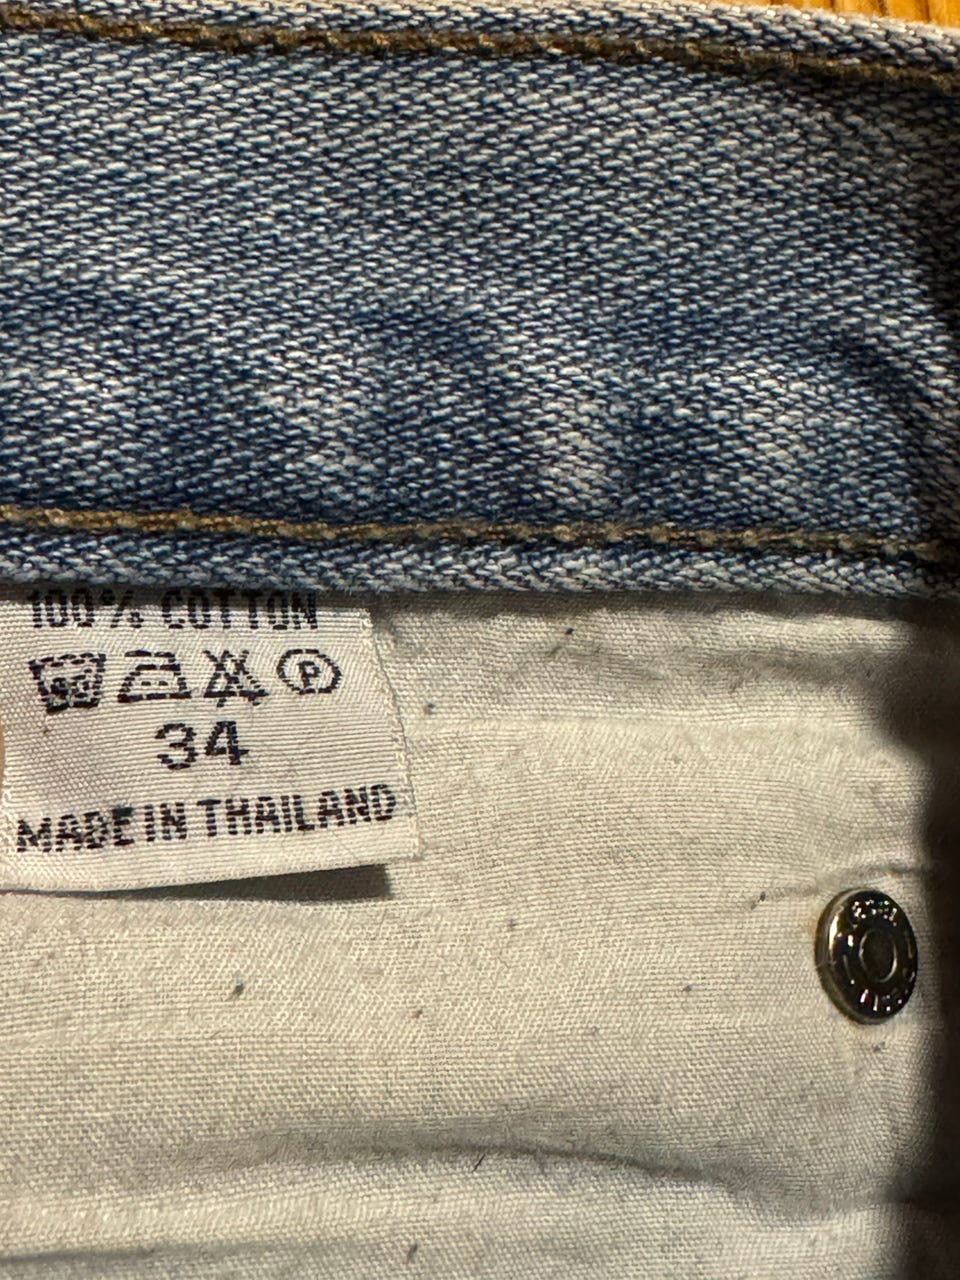 100% COTTON
P
34
MADE IN THAILAND